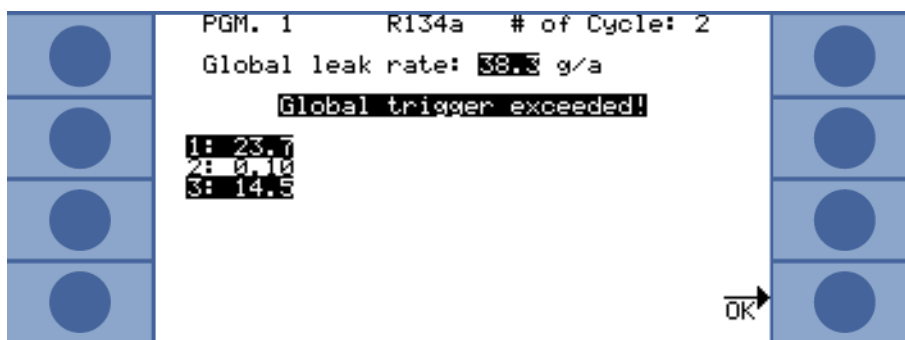 PGM. 1 R134a # of Cycle: 2
Global leak rate: 38.3 g/a
Global trigger exceeded!
1: 23.7
2: 0.10
3: 14.5
OK